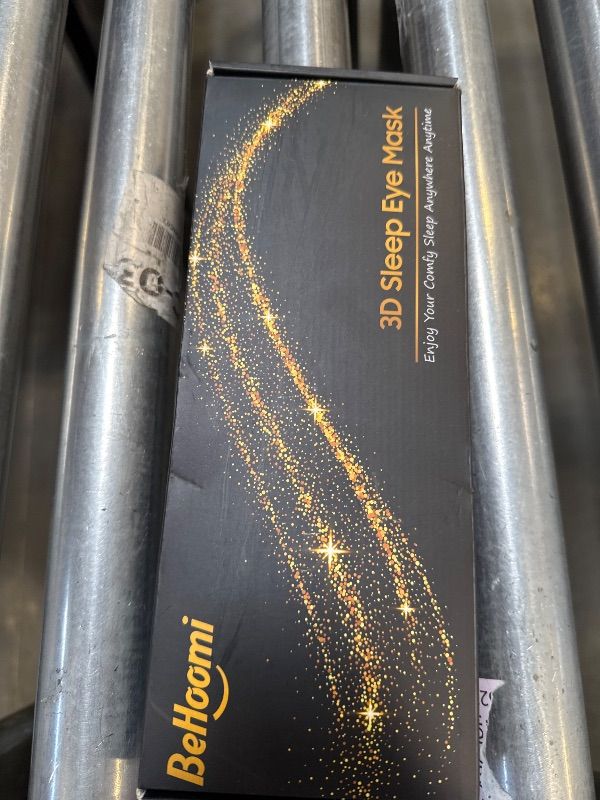 3D Sleep Eye Mask
Enjoy Your Comfy Sleep Anywhere Anytime
BeHoomi